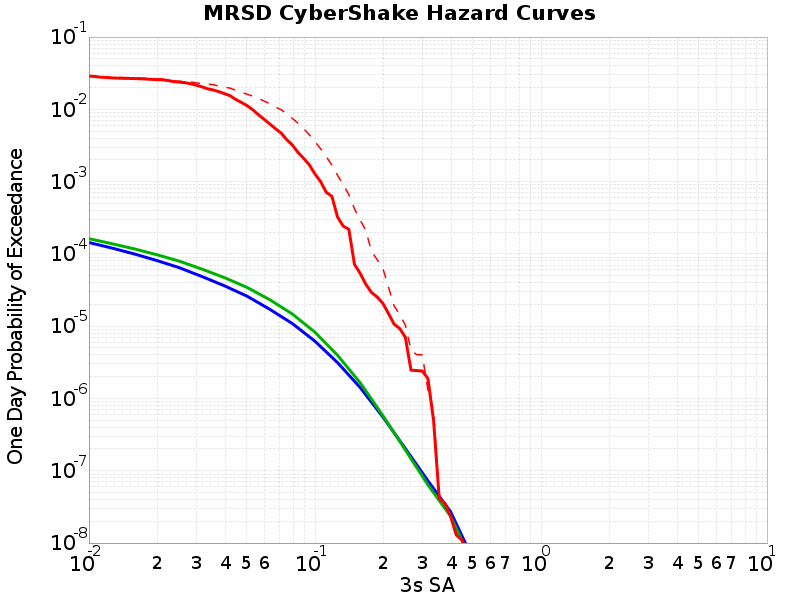 MRSD CyberShake Hazard Curves
One Day Probability of Exceedance
10^-1
10^-2
10^-3
10^-4
10^-5
10^-6
10^-7
10^-8
10^-2 2 3 4 5 6 10^-1 2 3 4 5 6 7 10^0 2 3 4 5 6 7 10^1
3s SA